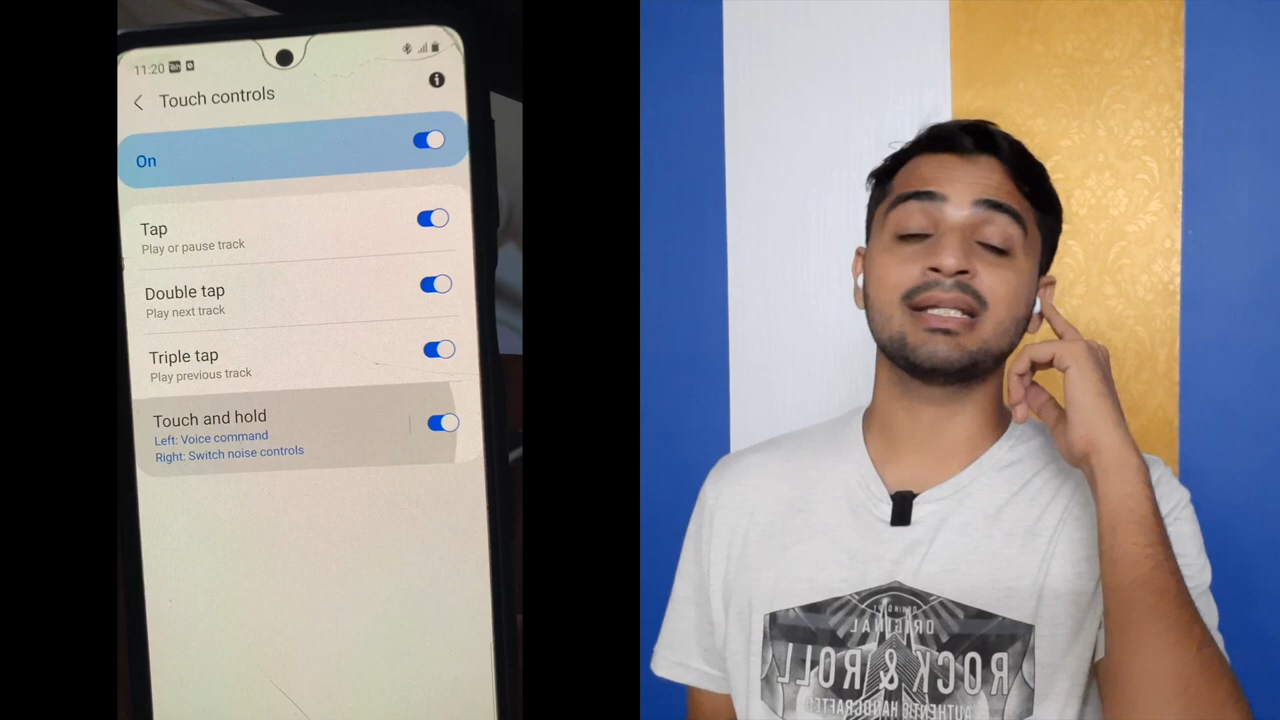 11:20
Touch controls
On
Tap
Play or pause track
Double tap
Play next track
Triple tap
Play previous track
Touch and hold
Left: Voice command
Right: Switch noise controls
ORIGINAL
ROCK & ROLL
AUTHENTIC HANDCRAFTED